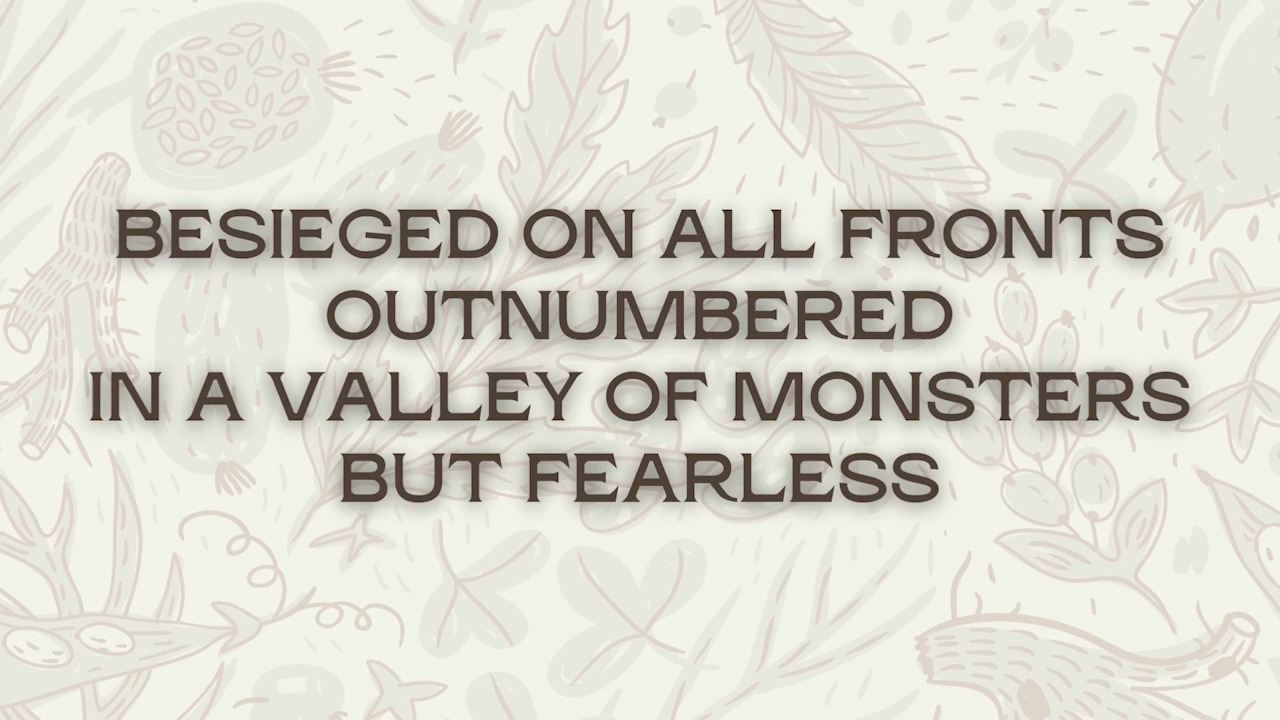 BESIEGED ON ALL FRONTS
OUTNUMBERED
IN A VALLEY OF MONSTERS
BUT FEARLESS